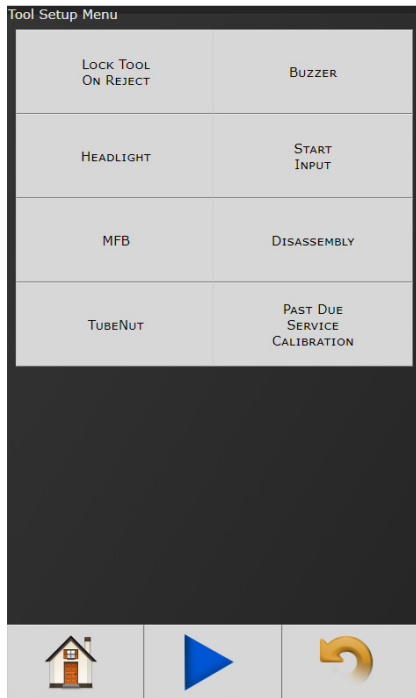 Tool Setup Menu
Lock Tool
On Reject
Buzzer
Headlight
Start
Input
MFB
Disassembly
TubeNut
Past Due
Service
Calibration